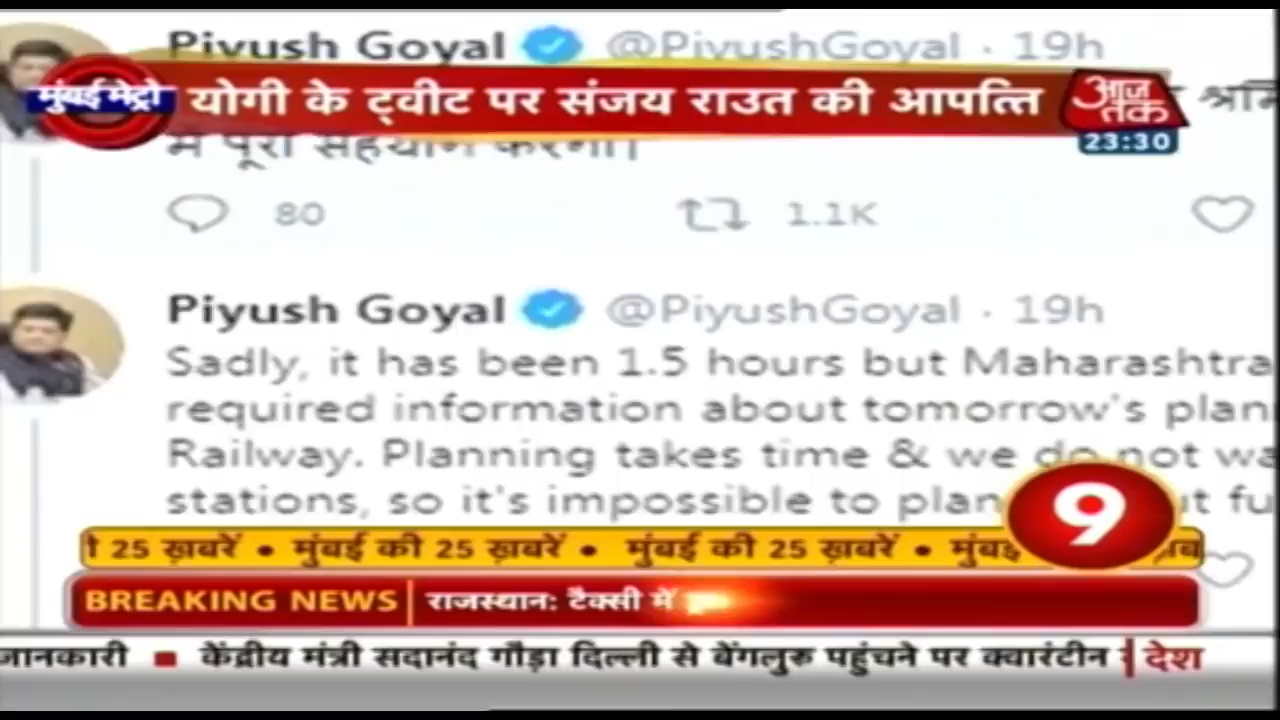 Piyush Goyal @PiyushGoyal · 19h
मुंबई मेट्रो
योगी के ट्वीट पर संजय राउत की आपत्ति
आज तक
23:30
में पूरा सहयोग करेगी।
80 1.1K
Piyush Goyal @PiyushGoyal · 19h
Sadly, it has been 1.5 hours but Maharashtra
required information about tomorrow's plan
Railway. Planning takes time & we do not wa
stations, so it's impossible to plan
9
25 ख़बरें • मुंबई की 25 ख़बरें • मुंबई की 25 ख़बरें •
BREAKING NEWS राजस्थान: टैक्सी में
जानकारी ■ केंद्रीय मंत्री सदानंद गौड़ा दिल्ली से बेंगलुरु पहुंचने पर क्वारंटीन
देश